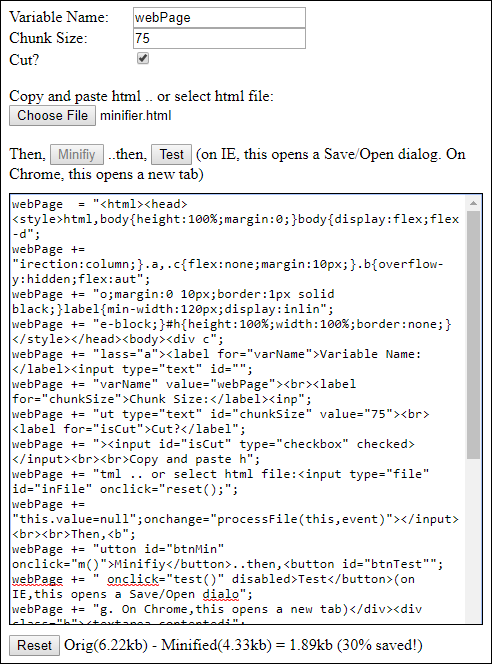 Variable Name: webPage
Chunk Size: 75
Cut?
Copy and paste html .. or select html file:
Choose File minifier.html
Then, Minifiy ..then, Test (on IE, this opens a Save/Open dialog. On
Chrome, this opens a new tab)
webPage  = "<html><head>
<style>html,body{height:100%;margin:0;}body{display:flex;flex
-d";
webPage +=
"irection:column;}.a,.c{flex:none;margin:10px;}.b{overflow-
y:hidden;flex:aut";
webPage += "o;margin:0 10px;border:1px solid
black;}label{min-width:120px;display:inlin";
webPage += "e-block;}#h{height:100%;width:100%;border:none;}
</style></head><body><div c";
webPage += "lass="a"><label for="varName">Variable Name:
</label><input type="text" id="";
webPage += "varName" value="webPage"><br><label
for="chunkSize">Chunk Size:</label><inp";
webPage += "ut type="text" id="chunkSize" value="75"><br>
<label for="isCut">Cut?</label";
webPage += "><input id="isCut" type="checkbox" checked>
</input><br><br>Copy and paste h";
webPage += "tml .. or select html file:<input type="file"
id="inFile" onclick="reset();";
webPage +=
"this.value=null";onchange="processFile(this,event)"></input>
<br><br>Then,<b";
webPage += "utton id="btnMin"
onclick="m()">Minifiy</button>..then,<button id="btnTest"";
webPage += " onclick="test()" disabled>Test</button>(on
IE,this opens a Save/Open dialo";
webPage += "g. On Chrome,this opens a new tab)</div><div
class="b"><textarea contentedi";
Reset Orig(6.22kb) - Minified(4.33kb) = 1.89kb (30% saved!)